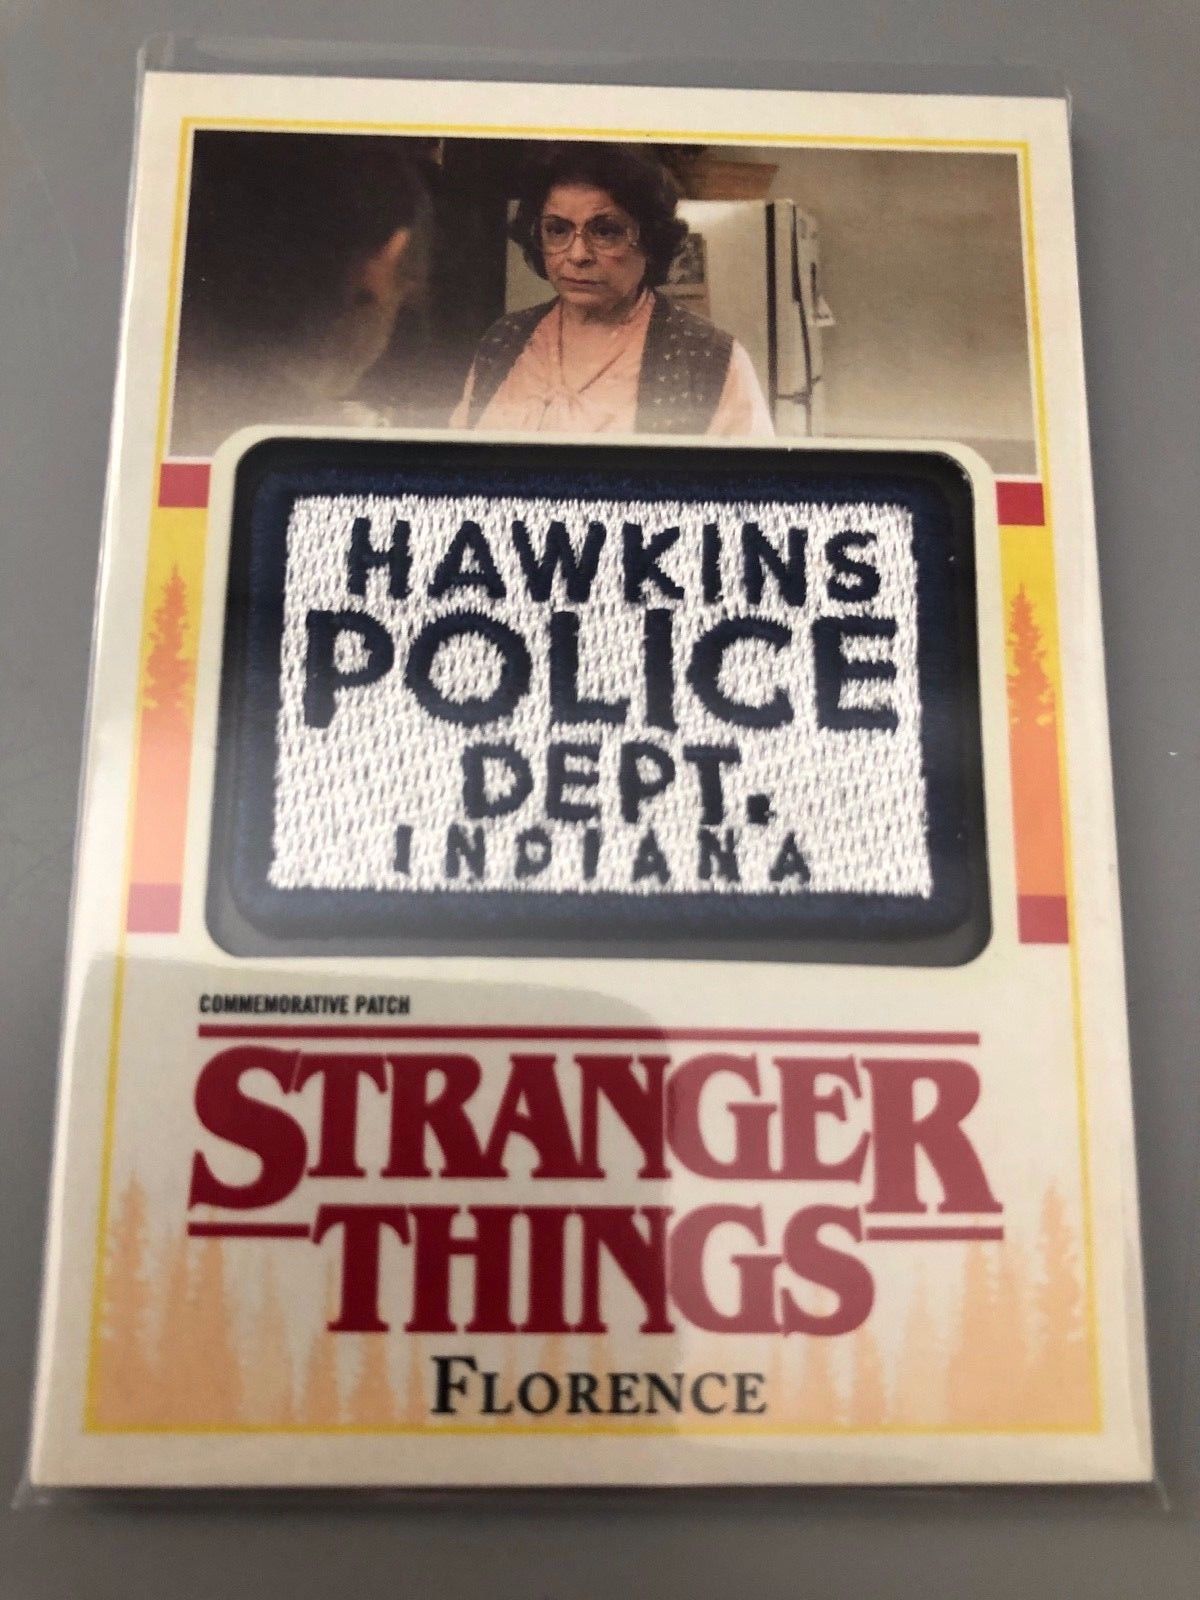 HAWKINS
POLICE
DEPT.
INDIANA
COMMEMORATIVE PATCH
STRANGER
THINGS
FLORENCE